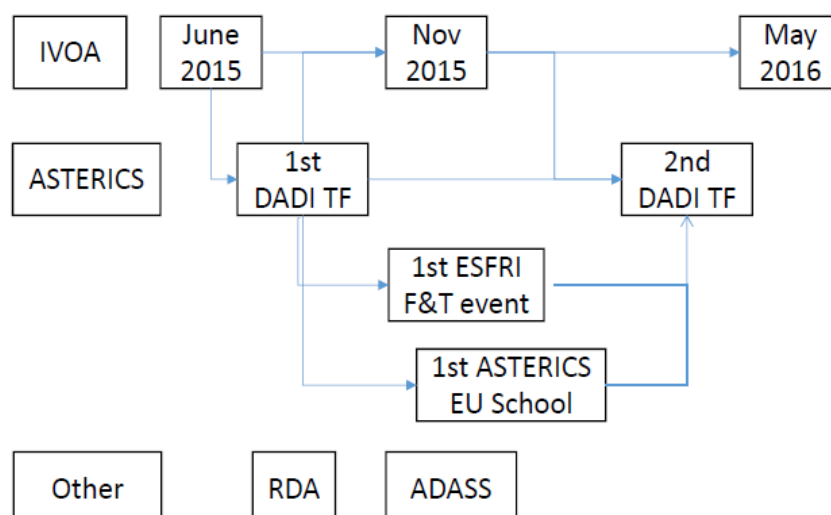 IVOA
June
2015
Nov
2015
May
2016
ASTERICS
1st
DADI TF
2nd
DADI TF
1st ESFRI
F&T event
1st ASTERICS
EU School
Other
RDA
ADASS